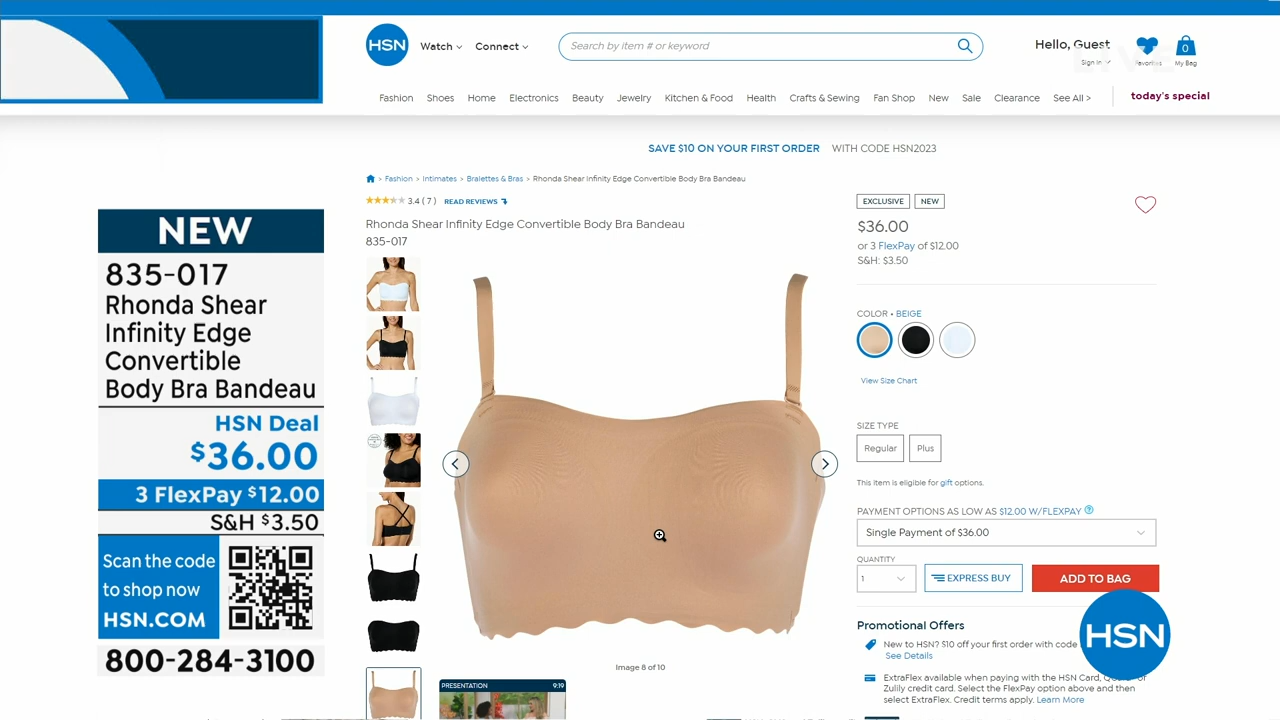 HSN
Watch
Connect
Search by item # or keyword
Hello, Guest
Sign In
Favorites
0
My Bag
Fashion
Shoes
Home
Electronics
Beauty
Jewelry
Kitchen & Food
Health
Crafts & Sewing
Fan Shop
New
Sale
Clearance
See All >
today's special
SAVE $10 ON YOUR FIRST ORDER WITH CODE HSN2023
> Fashion > Intimates > Bralettes & Bras > Rhonda Shear Infinity Edge Convertible Body Bra Bandeau
3.4 ( 7 ) READ REVIEWS
Rhonda Shear Infinity Edge Convertible Body Bra Bandeau
835-017
NEW
835-017
Rhonda Shear
Infinity Edge
Convertible
Body Bra Bandeau
HSN Deal
$36.00
3 FlexPay $12.00
S&H $3.50
Scan the code
to shop now
HSN.COM
800-284-3100
Image 8 of 10
PRESENTATION 9:19
EXCLUSIVE NEW
$36.00
or 3 FlexPay of $12.00
S&H: $3.50
COLOR • BEIGE
View Size Chart
SIZE TYPE
Regular Plus
This item is eligible for gift options.
PAYMENT OPTIONS AS LOW AS $12.00 W/FLEXPAY
Single Payment of $36.00
QUANTITY
1
EXPRESS BUY
ADD TO BAG
Promotional Offers
New to HSN? $10 off your first order with code
See Details
ExtraFlex available when paying with the HSN Card, or
Zulily credit card. Select the FlexPay option above and then
select ExtraFlex. Credit terms apply. Learn More
HSN